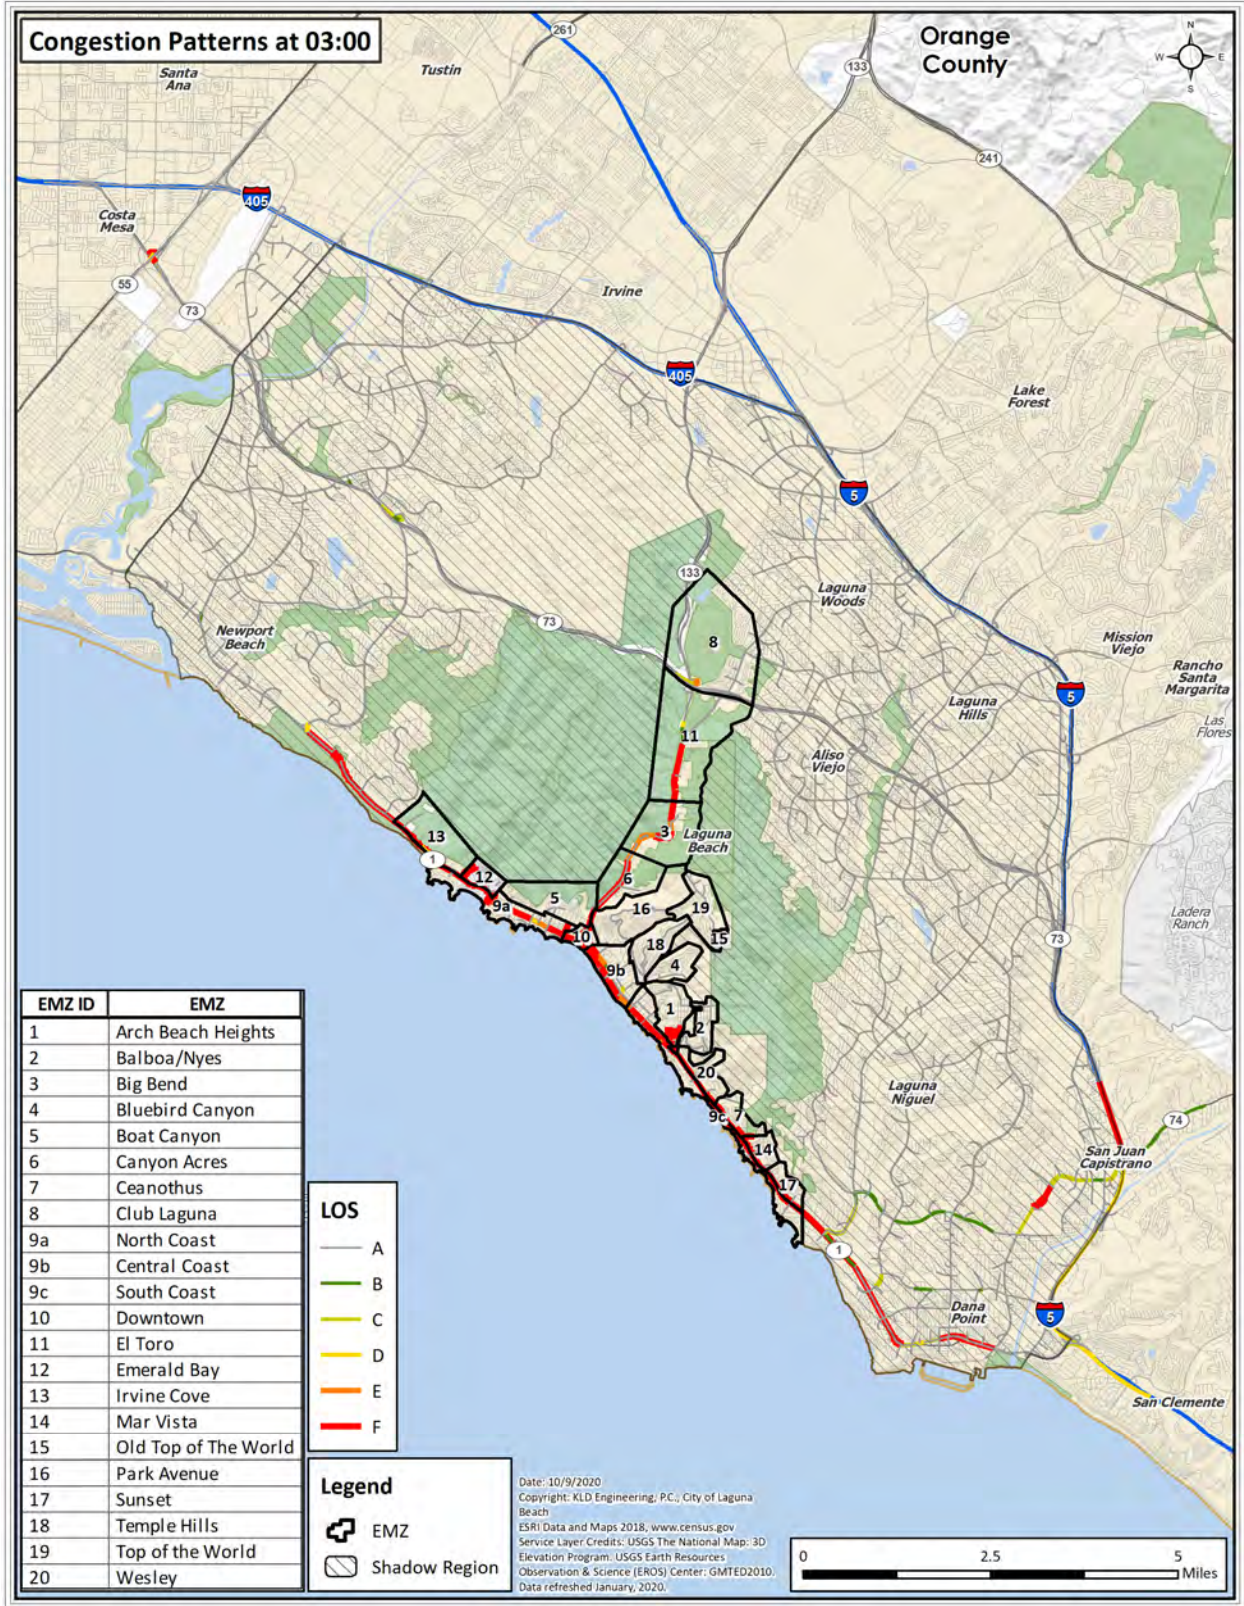 Congestion Patterns at 03:00
Orange
County
N
W
E
S
261
133
241
Santa
Ana
Tustin
405
Costa
Mesa
55
73
Irvine
405
Lake
Forest
5
133
Laguna
Woods
Newport
Beach
73
8
Mission
Viejo
Rancho
Santa
Margarita
5
Laguna
Hills
Las
Flores
11
Aliso
Viejo
3
Laguna
Beach
13
1
12
6
5
9a
16
19
10
18
15
4
9b
Ladera
Ranch
73
1
2
20
Laguna
Niguel
9c
7
74
14
San Juan
Capistrano
17
1
Dana
Point
5
San Clemente
EMZ ID EMZ
1 Arch Beach Heights
2 Balboa/Nyes
3 Big Bend
4 Bluebird Canyon
5 Boat Canyon
6 Canyon Acres
7 Ceanothus
8 Club Laguna
9a North Coast
9b Central Coast
9c South Coast
10 Downtown
11 El Toro
12 Emerald Bay
13 Irvine Cove
14 Mar Vista
15 Old Top of The World
16 Park Avenue
17 Sunset
18 Temple Hills
19 Top of the World
20 Wesley
LOS
A
B
C
D
E
F
Legend
EMZ
Shadow Region
Date: 10/9/2020
Copyright: KLD Engineering, P.C., City of Laguna
Beach
ESRI Data and Maps 2018, www.census.gov
Service Layer Credits: USGS The National Map: 3D
Elevation Program. USGS Earth Resources
Observation & Science (EROS) Center: GMTED2010.
Data refreshed January, 2020.
0 2.5 5
Miles